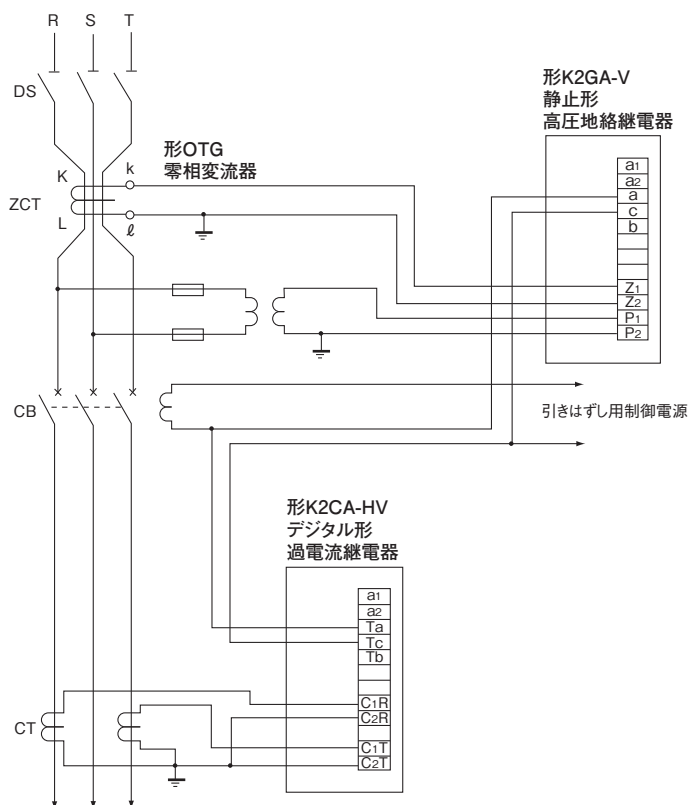 R S T
DS
形K2GA-V
静止形
高圧地絡継電器
形OTG
零相変流器
K
k
ZCT
L
ℓ
a1
a2
a
c
b
Z1
Z2
P1
P2
CB
引きはずし用制御電源
形K2CA-HV
デジタル形
過電流継電器
a1
a2
Ta
Tc
Tb
C1R
C2R
C1T
C2T
CT